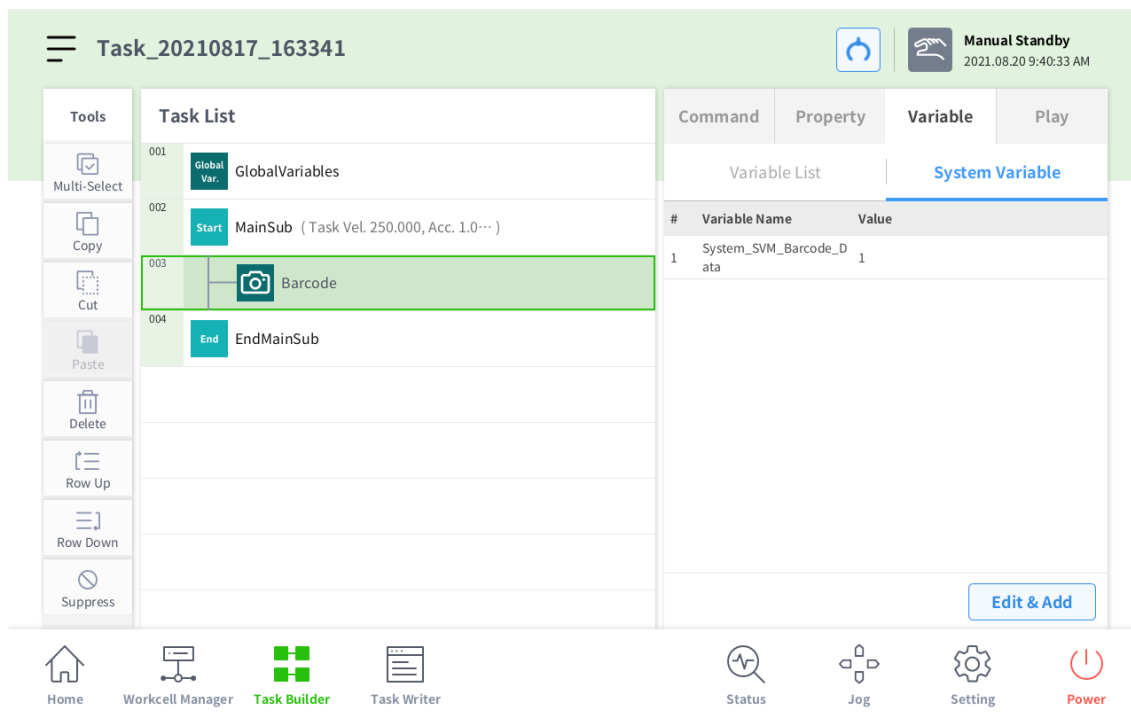 Task_20210817_163341
Manual Standby
2021.08.20 9:40:33 AM
Tools
Multi-Select
Copy
Cut
Paste
Delete
Row Up
Row Down
Suppress
Task List
001
Global
Var.
GlobalVariables
002
Start
MainSub ( Task Vel. 250.000, Acc. 1.0··· )
003
Barcode
004
End
EndMainSub
Command
Property
Variable
Play
Variable List
System Variable
# Variable Name Value
1 System_SVM_Barcode_D 1
ata
Edit & Add
Home
Workcell Manager
Task Builder
Task Writer
Status
Jog
Setting
Power